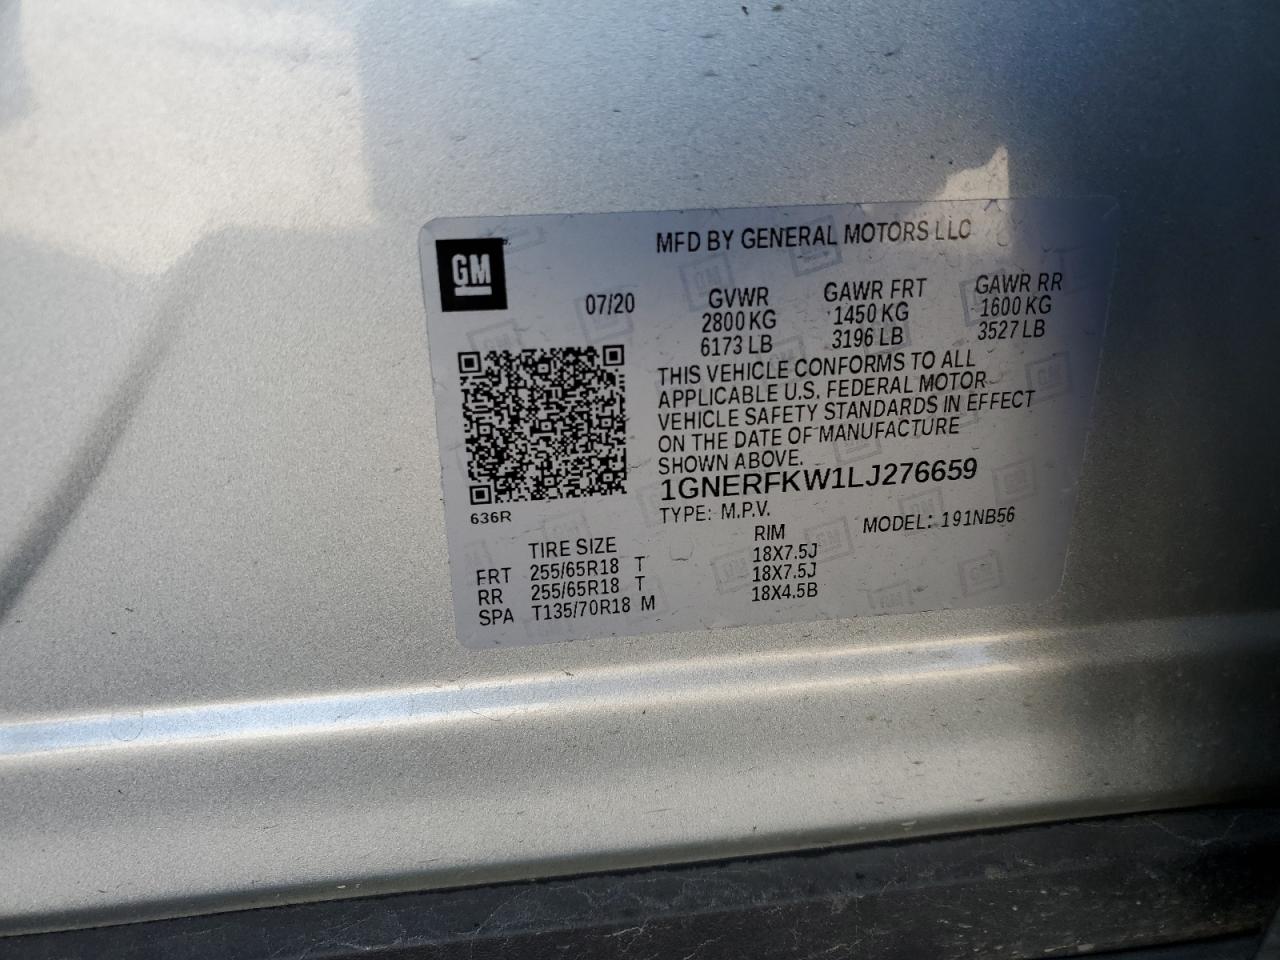 GM
MFD BY GENERAL MOTORS LLC
07/20
GVWR GAWR FRT GAWR RR
2800 KG 1450 KG 1600 KG
6173 LB 3196 LB 3527 LB
THIS VEHICLE CONFORMS TO ALL
APPLICABLE U.S. FEDERAL MOTOR
VEHICLE SAFETY STANDARDS IN EFFECT
ON THE DATE OF MANUFACTURE
SHOWN ABOVE.
1GNERFKW1LJ276659
TYPE: M.P.V. MODEL: 191NB56
636R
TIRE SIZE RIM
FRT 255/65R18 T 18X7.5J
RR 255/65R18 T 18X7.5J
SPA T135/70R18 M 18X4.5B